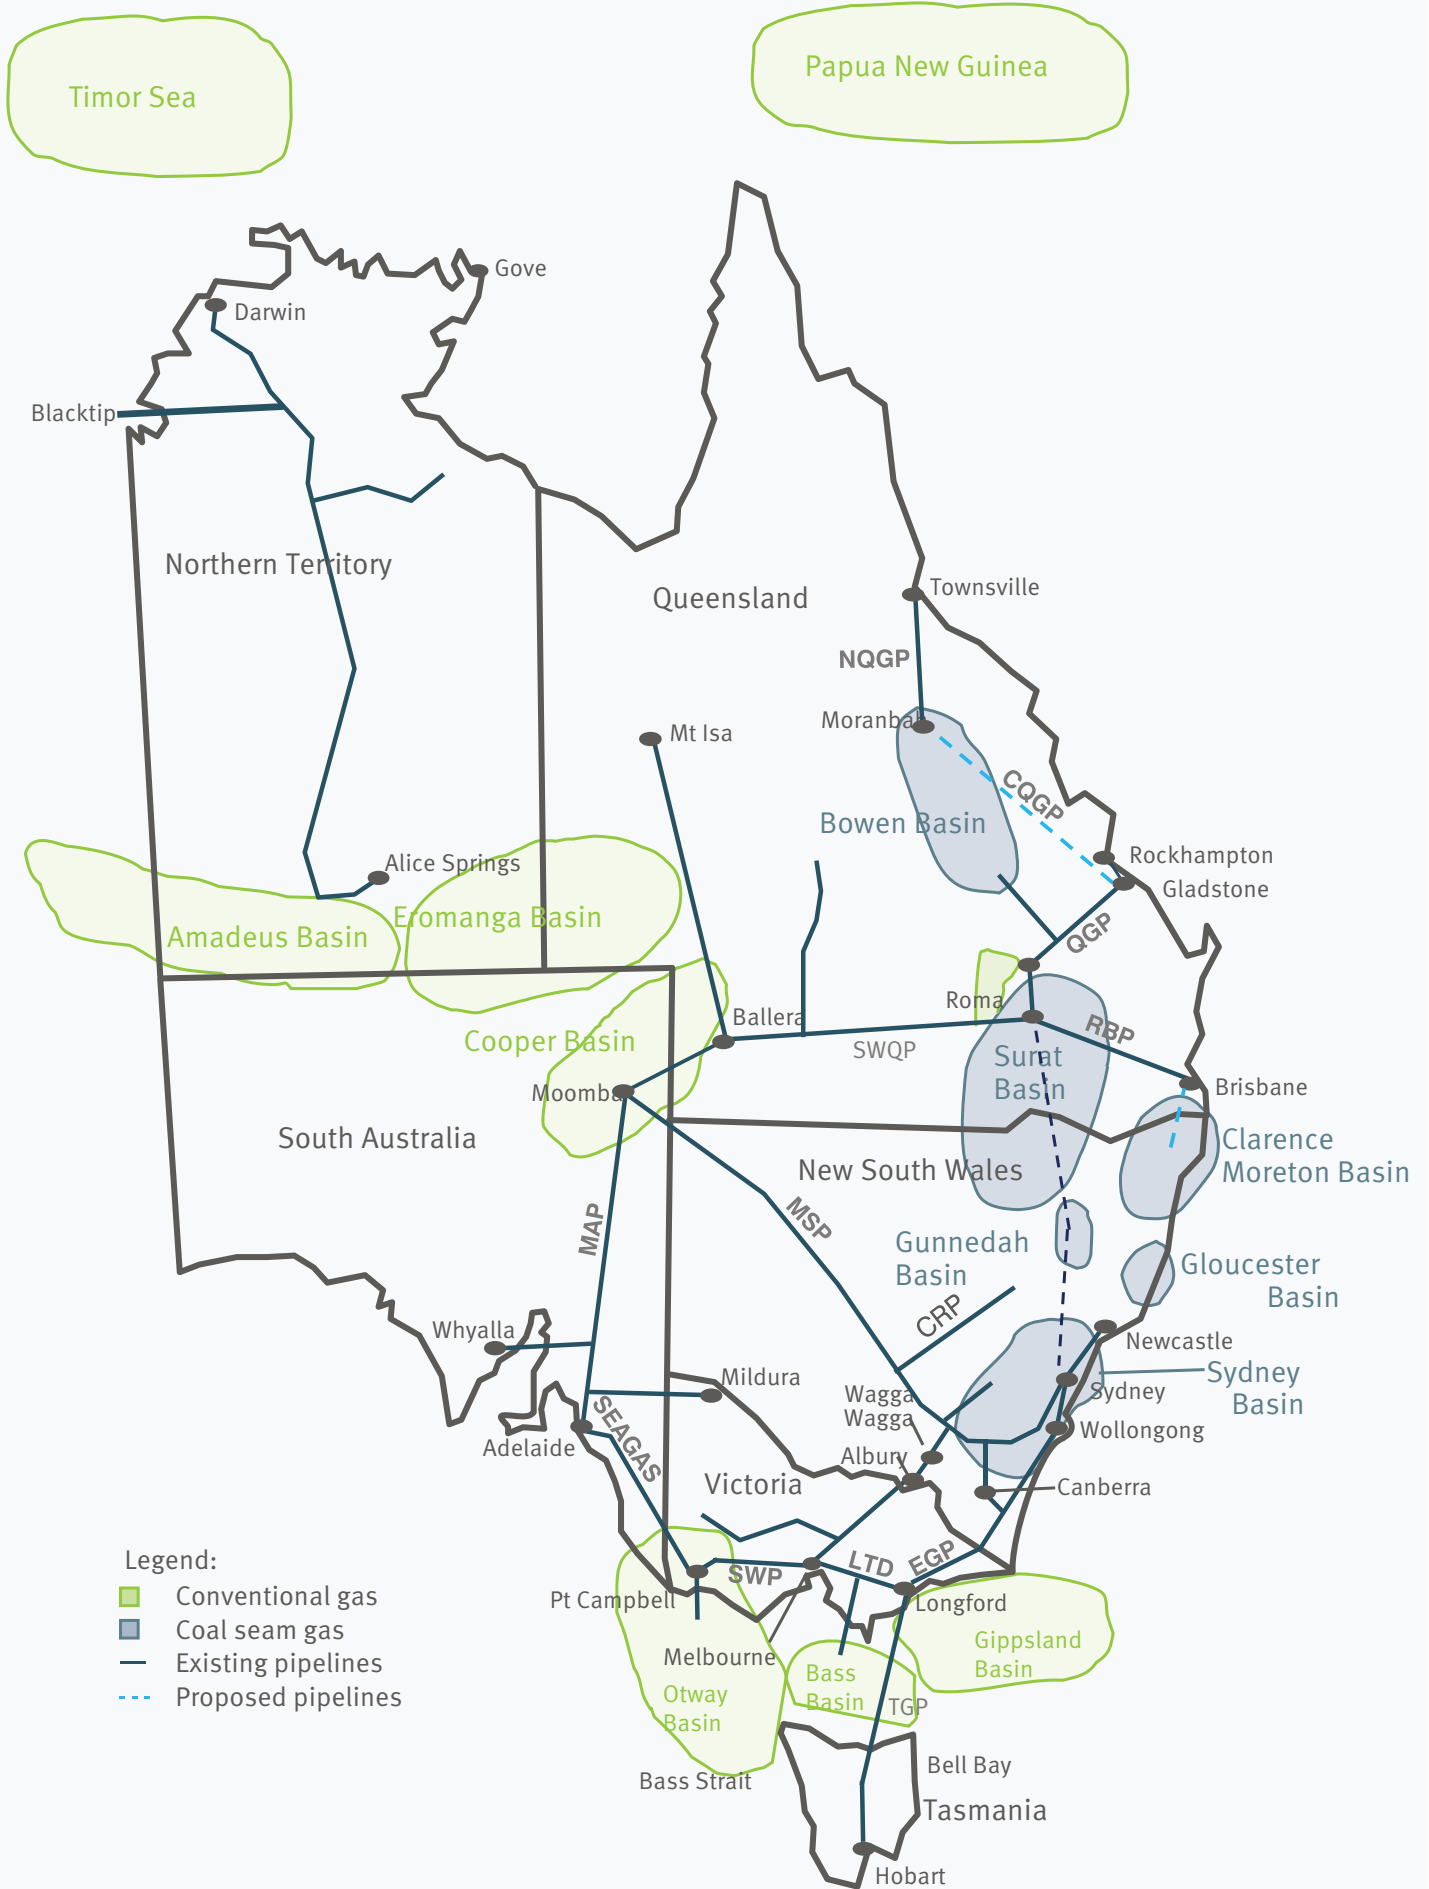 Timor Sea
Papua New Guinea
Gove
Darwin
Blacktip
Northern Territory
Queensland
Townsville
NQGP
Moranbah
Mt Isa
CQGP
Bowen Basin
Rockhampton
Alice Springs
Gladstone
Eromanga Basin
Amadeus Basin
QGP
Roma
Ballera
RBP
Cooper Basin
SWQP
Surat
Basin
Moomba
Brisbane
South Australia
Clarence
Moreton Basin
New South Wales
MAP
MSP
Gunnedah
Basin
Gloucester
Basin
CRP
Whyalla
Newcastle
Mildura
Sydney
Basin
Sydney
Wagga
Wagga
SEAGAS
Wollongong
Adelaide
Albury
Victoria
Canberra
Legend:
Conventional gas
Coal seam gas
Existing pipelines
Proposed pipelines
SWP
LTD
EGP
Pt Campbell
Longford
Melbourne
Gippsland
Basin
Bass
Basin
Otway
Basin
TGP
Bass Strait
Bell Bay
Tasmania
Hobart